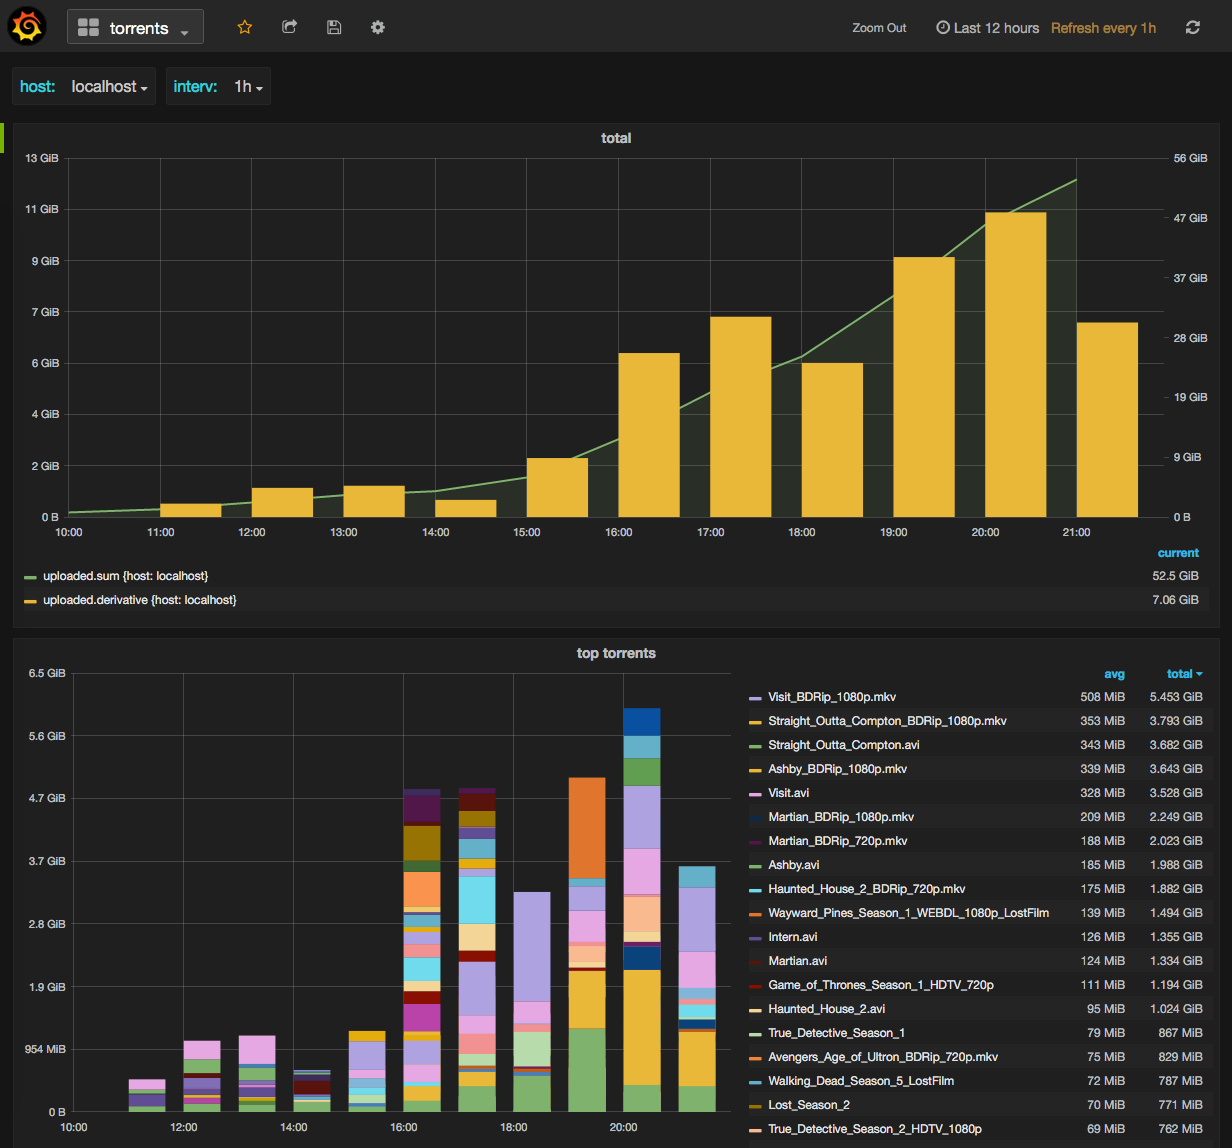 torrents
Zoom Out Last 12 hours Refresh every 1h
host: localhost interv: 1h
total
13 GiB 56 GiB
11 GiB 47 GiB
9 GiB 37 GiB
7 GiB 28 GiB
6 GiB 19 GiB
4 GiB 9 GiB
2 GiB
0 B 0 B
10:00 11:00 12:00 13:00 14:00 15:00 16:00 17:00 18:00 19:00 20:00 21:00
current
uploaded.sum {host: localhost} 52.5 GiB
uploaded.derivative {host: localhost} 7.06 GiB
top torrents
6.5 GiB
5.6 GiB
4.7 GiB
3.7 GiB
2.8 GiB
1.9 GiB
954 MiB
0 B
10:00 12:00 14:00 16:00 18:00 20:00
avg total
Visit_BDRip_1080p.mkv 508 MiB 5.453 GiB
Straight_Outta_Compton_BDRip_1080p.mkv 353 MiB 3.793 GiB
Straight_Outta_Compton.avi 343 MiB 3.682 GiB
Ashby_BDRip_1080p.mkv 339 MiB 3.643 GiB
Visit.avi 328 MiB 3.528 GiB
Martian_BDRip_1080p.mkv 209 MiB 2.249 GiB
Martian_BDRip_720p.mkv 188 MiB 2.023 GiB
Ashby.avi 185 MiB 1.988 GiB
Haunted_House_2_BDRip_720p.mkv 175 MiB 1.882 GiB
Wayward_Pines_Season_1_WEBDL_1080p_LostFilm 139 MiB 1.494 GiB
Intern.avi 126 MiB 1.355 GiB
Martian.avi 124 MiB 1.334 GiB
Game_of_Thrones_Season_1_HDTV_720p 111 MiB 1.194 GiB
Haunted_House_2.avi 95 MiB 1.024 GiB
True_Detective_Season_1 79 MiB 867 MiB
Avengers_Age_of_Ultron_BDRip_720p.mkv 75 MiB 829 MiB
Walking_Dead_Season_5_LostFilm 72 MiB 787 MiB
Lost_Season_2 70 MiB 771 MiB
True_Detective_Season_2_HDTV_1080p 69 MiB 762 MiB